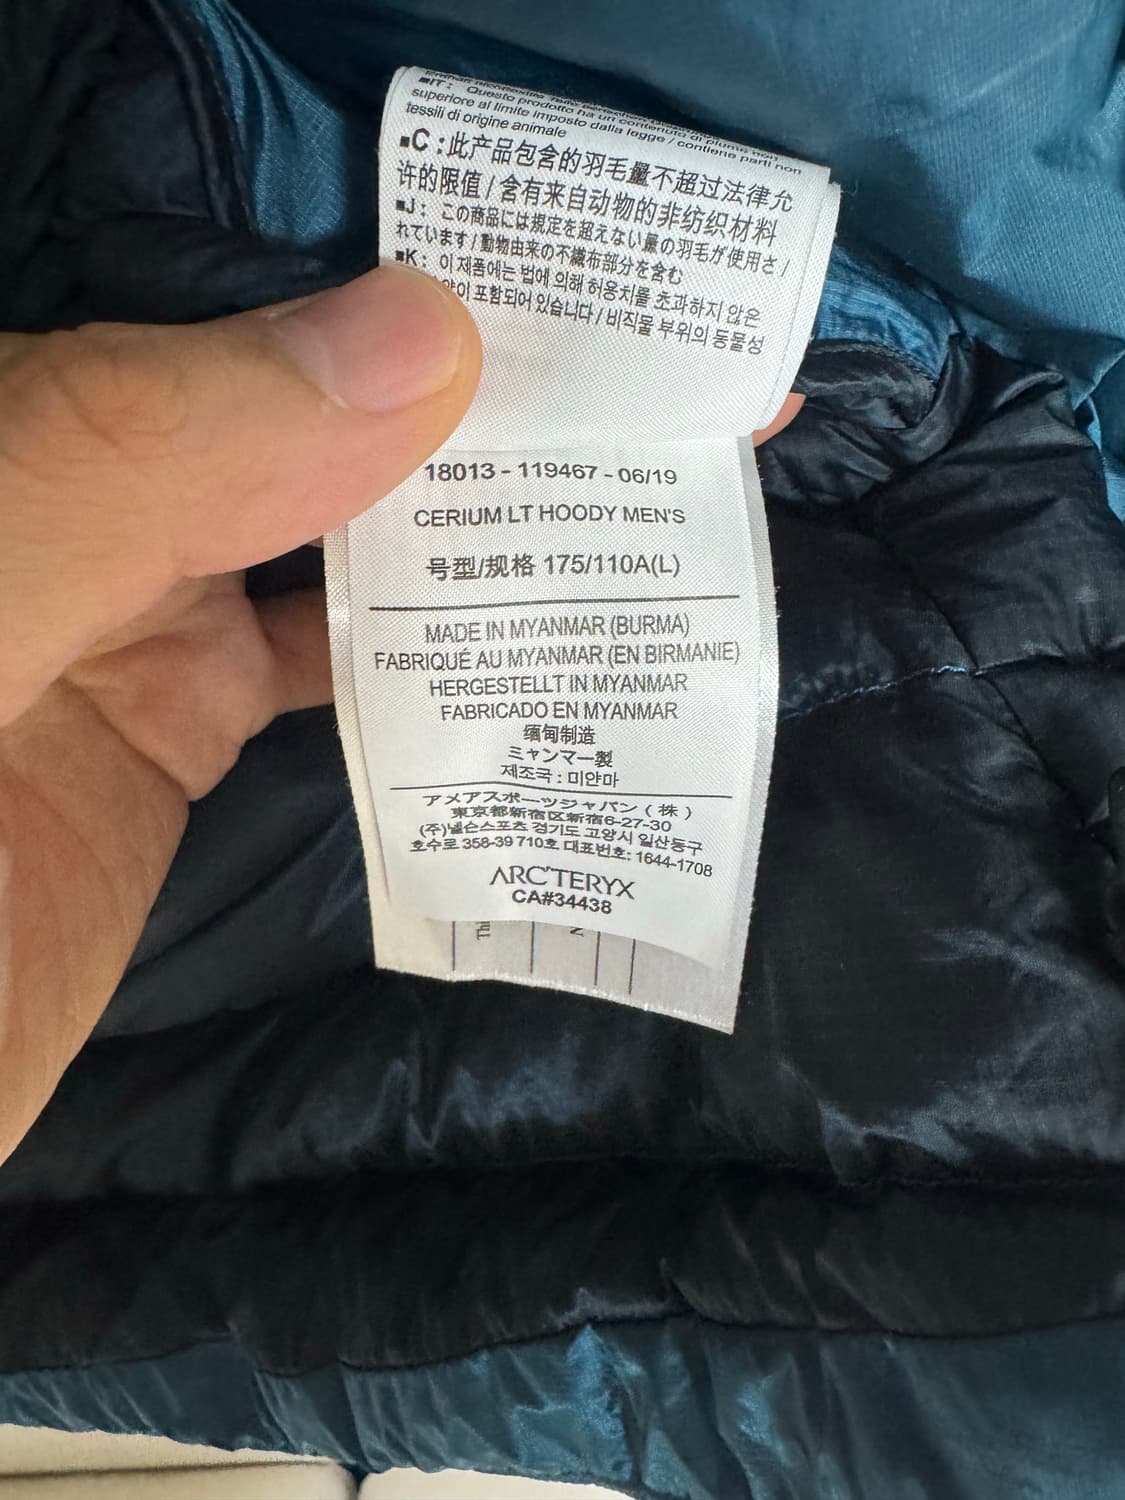 ■IT: Questo prodotto ha un contenuto di piume non
superiore al limite imposto dalla legge / contiene parti non
tessili di origine animale
■C:此产品包含的羽毛量不超过法律允
许的限值/含有来自动物的非纺织材料
■J: この商品には規定を超えない量の羽毛が使用さ/
れています/動物由来の不織布部分を含む
■K: 이 제품에는 법에 의해 허용치를 초과하지 않은
양이 포함되어 있습니다/비직물 부위의 동물성
18013 - 119467 - 06/19
CERIUM LT HOODY MEN'S
号型/规格 175/110A(L)
MADE IN MYANMAR (BURMA)
FABRIQUÉ AU MYANMAR (EN BIRMANIE)
HERGESTELLT IN MYANMAR
FABRICADO EN MYANMAR
缅甸制造
ミャンマー製
제조국 : 미얀마
アメアスポーツジャパン(株)
東京都新宿区新宿6-27-30
(주)넬슨스포츠 경기도 고양시 일산동구
호수로 358-39 710호 대표번호: 1644-1708
ARC'TERYX
CA#34438